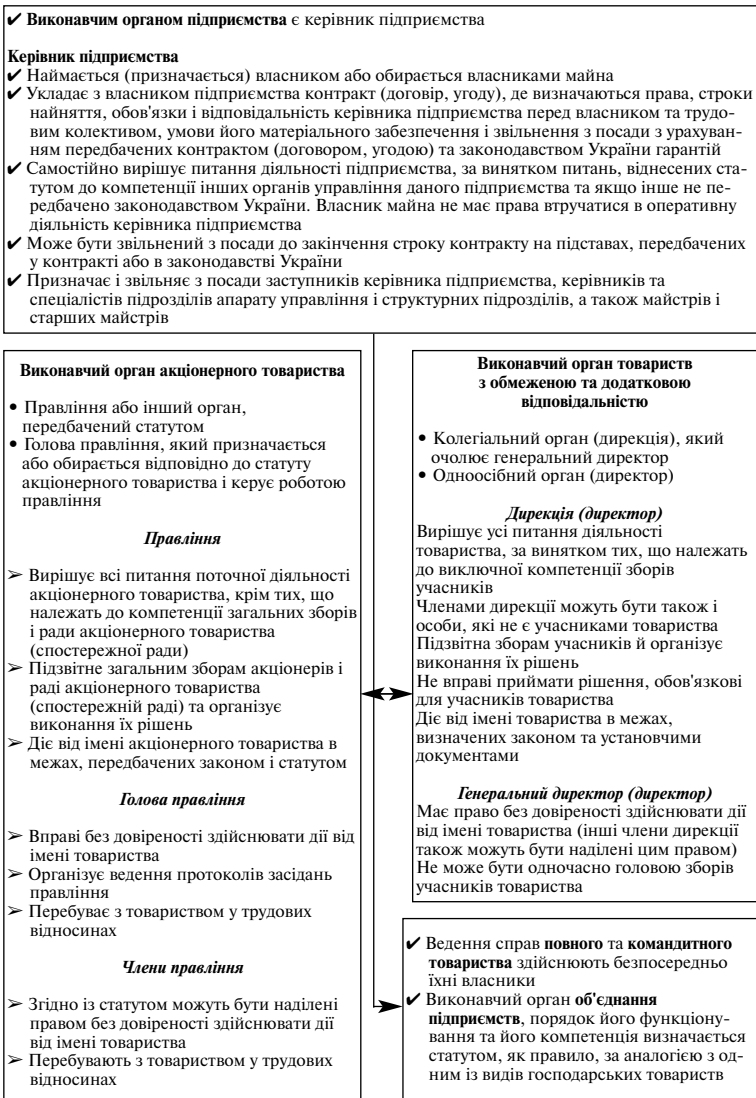 ✔ Виконавчим органом підприємства є керівник підприємства
Керівник підприємства
✔ Наймається (призначається) власником або обирається власниками майна
✔ Укладає з власником підприємства контракт (договір, угоду), де визначаються права, строки
найняття, обов'язки і відповідальність керівника підприємства перед власником та трудо-
вим колективом, умови його матеріального забезпечення і звільнення з посади з урахуван-
ням передбачених контрактом (договором, угодою) та законодавством України гарантій
✔ Самостійно вирішує питання діяльності підприємства, за винятком питань, віднесених ста-
тутом до компетенції інших органів управління даного підприємства та якщо інше не пе-
редбачено законодавством України. Власник майна не має права втручатися в оперативну
діяльність керівника підприємства
✔ Може бути звільнений з посади до закінчення строку контракту на підставах, передбачених
у контракті або в законодавстві України
✔ Призначає і звільняє з посади заступників керівника підприємства, керівників та
спеціалістів підрозділів апарату управління і структурних підрозділів, а також майстрів і
старших майстрів
Виконавчий орган акціонерного товариства
• Правління або інший орган,
передбачений статутом
• Голова правління, який призначається
або обирається відповідно до статуту
акціонерного товариства і керує роботою
правління
Правління
➢ Вирішує всі питання поточної діяльності
акціонерного товариства, крім тих, що
належать до компетенції загальних зборів
і ради акціонерного товариства
(спостережної ради)
➢ Підзвітне загальним зборам акціонерів і
раді акціонерного товариства
(спостережній раді) та організує
виконання їх рішень
➢ Діє від імені акціонерного товариства в
межах, передбачених законом і статутом
Голова правління
➢ Вправі без довіреності здійснювати дії від
імені товариства
➢ Організує ведення протоколів засідань
правління
➢ Перебуває з товариством у трудових
відносинах
Члени правління
➢ Згідно із статутом можуть бути наділені
правом без довіреності здійснювати дії
від імені товариства
➢ Перебувають з товариством у трудових
відносинах
Виконавчий орган товариств
з обмеженою та додатковою
відповідальністю
• Колегіальний орган (дирекція), який
очолює генеральний директор
• Одноосібний орган (директор)
Дирекція (директор)
Вирішує усі питання діяльності
товариства, за винятком тих, що належать
до виключної компетенції зборів
учасників
Членами дирекції можуть бути також і
особи, які не є учасниками товариства
Підзвітна зборам учасників й організує
виконання їх рішень
Не вправі приймати рішення, обов'язкові
для учасників товариства
Діє від імені товариства в межах,
визначених законом та установчими
документами
Генеральний директор (директор)
Має право без довіреності здійснювати дії
від імені товариства (інші члени дирекції
також можуть бути наділені цим правом)
Не може бути одночасно головою зборів
учасників товариства
✔ Ведення справ повного та командитного
товариства здійснюють безпосередньо
їхні власники
✔ Виконавчий орган об'єднання
підприємств, порядок його функціону-
вання та його компетенція визначається
статутом, як правило, за аналогією з од-
ним із видів господарських товариств